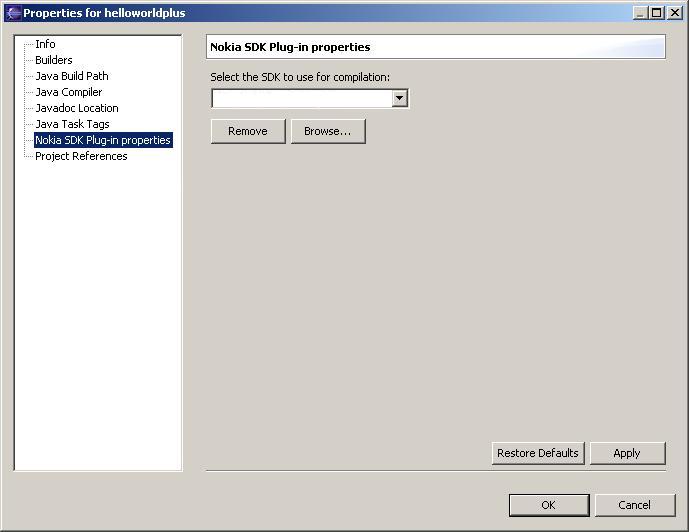 Properties for helloworldplus
Info
Builders
Java Build Path
Java Compiler
Javadoc Location
Java Task Tags
Nokia SDK Plug-in properties
Project References
Nokia SDK Plug-in properties
Select the SDK to use for compilation:
Remove
Browse...
Restore Defaults
Apply
OK
Cancel